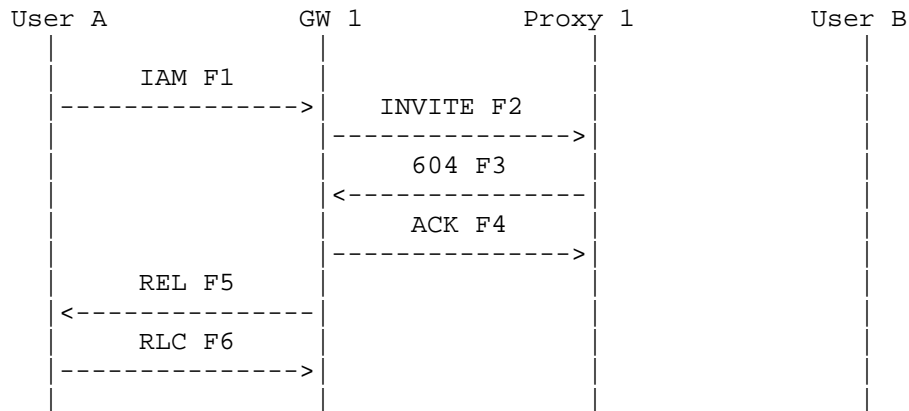 User A GW 1 Proxy 1 User B
IAM F1
INVITE F2
604 F3
ACK F4
REL F5
RLC F6